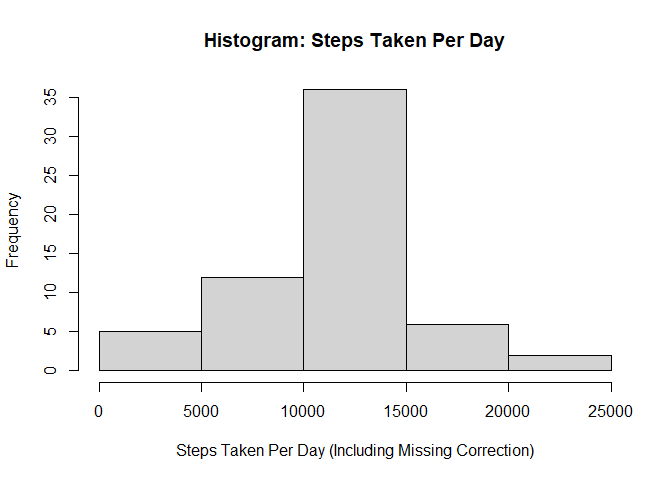 Histogram: Steps Taken Per Day
Frequency
35
30
25
20
15
10
5
0
0 5000 10000 15000 20000 25000
Steps Taken Per Day (Including Missing Correction)